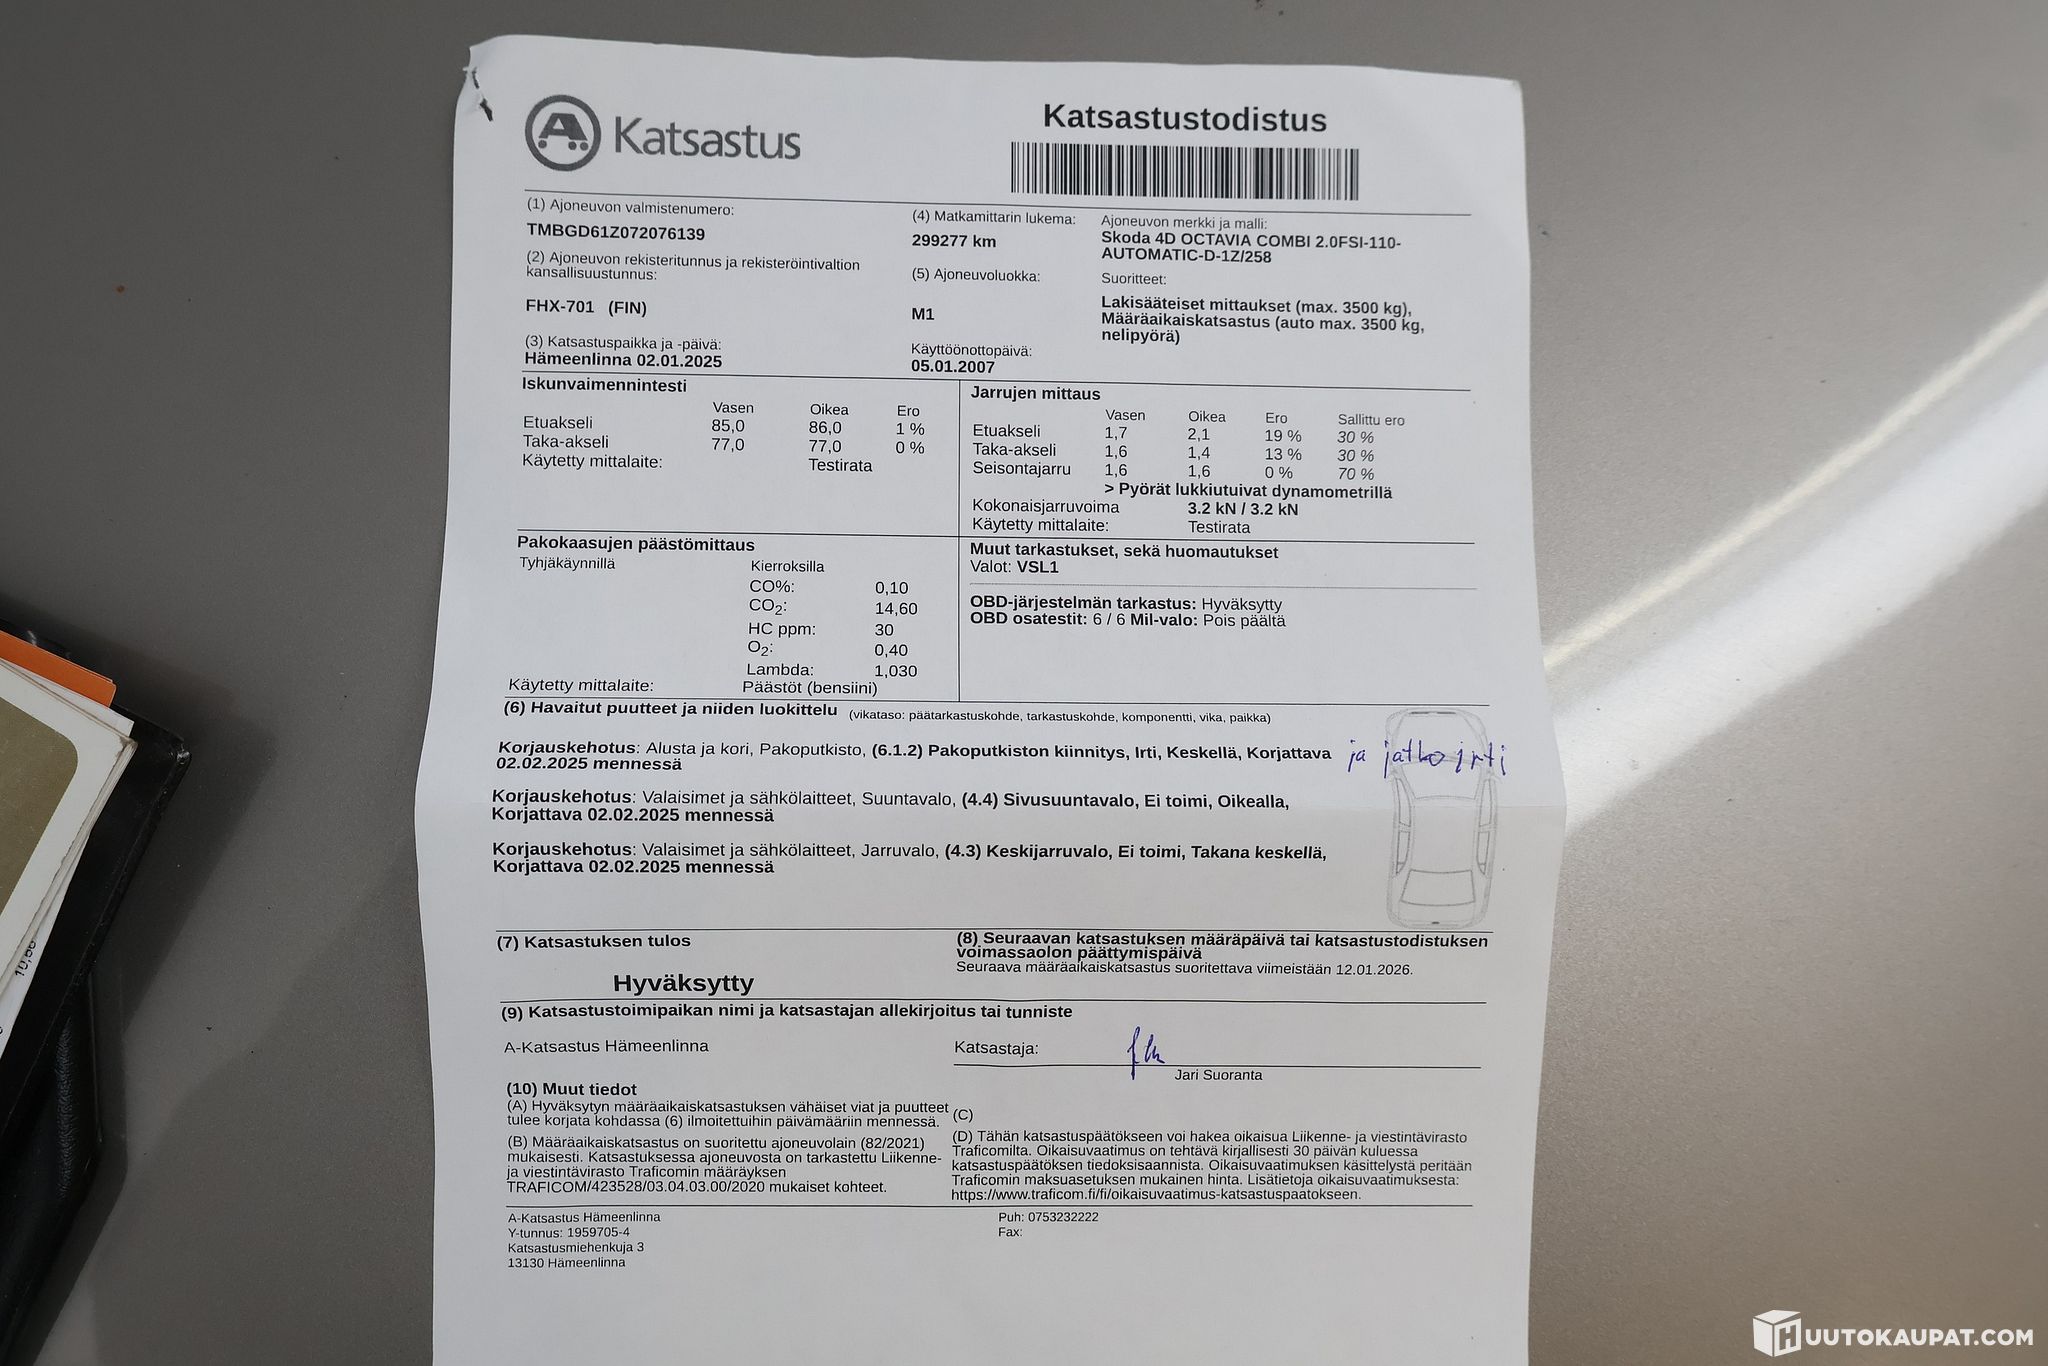 A Katsastus
Katsastustodistus
(1) Ajoneuvon valmistenumero:
TMBGD61Z072076139
(4) Matkamittarin lukema:
299277 km
Ajoneuvon merkki ja malli:
Skoda 4D OCTAVIA COMBI 2.0FSI-110-
AUTOMATIC-D-1Z/258
(2) Ajoneuvon rekisteritunnus ja rekisteröintivaltion
kansallisuustunnus:
FHX-701 (FIN)
(5) Ajoneuvoluokka:
M1
Suoritteet:
Lakisääteiset mittaukset (max. 3500 kg),
Määräaikaiskatsastus (auto max. 3500 kg,
nelipyörä)
(3) Katsastuspaikka ja -päivä:
Hämeenlinna 02.01.2025
Käyttöönottopäivä:
05.01.2007
Iskunvaimennintesti
Vasen Oikea Ero
Etuakseli 85,0 86,0 1 %
Taka-akseli 77,0 77,0 0 %
Käytetty mittalaite: Testirata
Jarrujen mittaus
Vasen Oikea Ero Sallittu ero
Etuakseli 1,7 2,1 19 % 30 %
Taka-akseli 1,6 1,4 13 % 30 %
Seisontajarru 1,6 1,6 0 % 70 %
> Pyörät lukkiutuivat dynamometrillä
Kokonaisjarruvoima 3.2 kN / 3.2 kN
Käytetty mittalaite: Testirata
Pakokaasujen päästömittaus
Tyhjäkäynnillä Kierroksilla
CO%: 0,10
CO2: 14,60
HC ppm: 30
O2: 0,40
Lambda: 1,030
Käytetty mittalaite: Päästöt (bensiini)
Muut tarkastukset, sekä huomautukset
Valot: VSL1
OBD-järjestelmän tarkastus: Hyväksytty
OBD osatestit: 6 / 6 Mil-valo: Pois päältä
(6) Havaitut puutteet ja niiden luokittelu (vikataso: päätarkastuskohde, tarkastuskohde, komponentti, vika, paikka)
Korjauskehotus: Alusta ja kori, Pakoputkisto, (6.1.2) Pakoputkiston kiinnitys, Irti, Keskellä, Korjattava ja jatko irti
02.02.2025 mennessä
Korjauskehotus: Valaisimet ja sähkölaitteet, Suuntavalo, (4.4) Sivusuuntavalo, Ei toimi, Oikealla,
Korjattava 02.02.2025 mennessä
Korjauskehotus: Valaisimet ja sähkölaitteet, Jarruvalo, (4.3) Keskijarruvalo, Ei toimi, Takana keskellä,
Korjattava 02.02.2025 mennessä
(7) Katsastuksen tulos
Hyväksytty
(8) Seuraavan katsastuksen määräpäivä tai katsastustodistuksen
voimassaolon päättymispäivä
Seuraava määräaikaiskatsastus suoritettava viimeistään 12.01.2026.
(9) Katsastustoimipaikan nimi ja katsastajan allekirjoitus tai tunniste
A-Katsastus Hämeenlinna
Katsastaja:
Jari Suoranta
(10) Muut tiedot
(A) Hyväksytyn määräaikaiskatsastuksen vähäiset viat ja puutteet
tulee korjata kohdassa (6) ilmoitettuihin päivämääriin mennessä.
(B) Määräaikaiskatsastus on suoritettu ajoneuvolain (82/2021)
mukaisesti. Katsastuksessa ajoneuvosta on tarkastettu Liikenne-
ja viestintävirasto Traficomin määräyksen
TRAFICOM/423528/03.04.03.00/2020 mukaiset kohteet.
(C)
(D) Tähän katsastuspäätökseen voi hakea oikaisua Liikenne- ja viestintävirasto
Traficomilta. Oikaisuvaatimus on tehtävä kirjallisesti 30 päivän kuluessa
katsastuspäätöksen tiedoksisaannista. Oikaisuvaatimuksen käsittelystä peritään
Traficomin maksuasetuksen mukainen hinta. Lisätietoja oikaisuvaatimuksesta:
https://www.traficom.fi/fi/oikaisuvaatimus-katsastuspaatokseen.
A-Katsastus Hämeenlinna
Y-tunnus: 1959705-4
Katsastusmiehenkuja 3
13130 Hämeenlinna
Puh: 0753232222
Fax:
HUUTOKAUPAT.COM